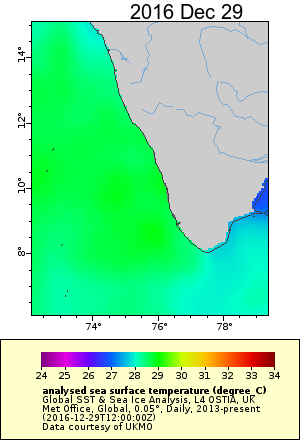 2016 Dec 29
14°
12°
10°
8°
74° 76° 78°
24 25 26 27 28 29 30 31 32 33 34
analysed sea surface temperature (degree_C)
Global SST & Sea Ice Analysis, L4 OSTIA, UK
Met Office, Global, 0.05°, Daily, 2013-present
(2016-12-29T12:00:00Z)
Data courtesy of UKMO